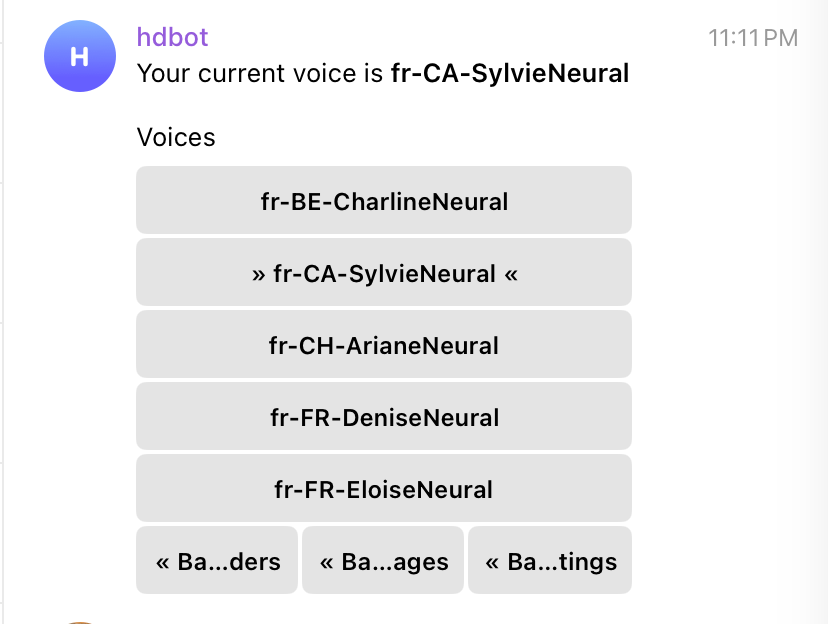 H
hdbot 11:11 PM
Your current voice is fr-CA-SylvieNeural
Voices
fr-BE-CharlineNeural
» fr-CA-SylvieNeural «
fr-CH-ArianeNeural
fr-FR-DeniseNeural
fr-FR-EloiseNeural
« Ba...ders « Ba...ages « Ba...tings